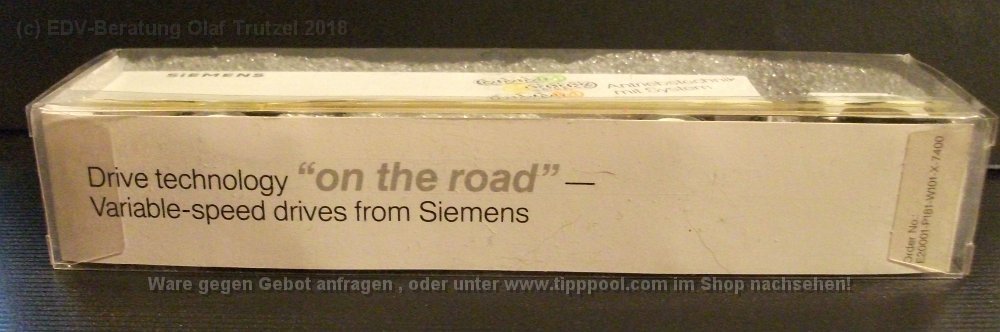 (c) EDV-Beratung Olaf Trutzel 2018
SIEMENS
Antriebstechnik
mit System
Drive technology “on the road” —
Variable-speed drives from Siemens
Order No.:
E20001-P181-W101-X-7400
Ware gegen Gebot anfragen , oder unter www.tipppool.com im Shop nachsehen!